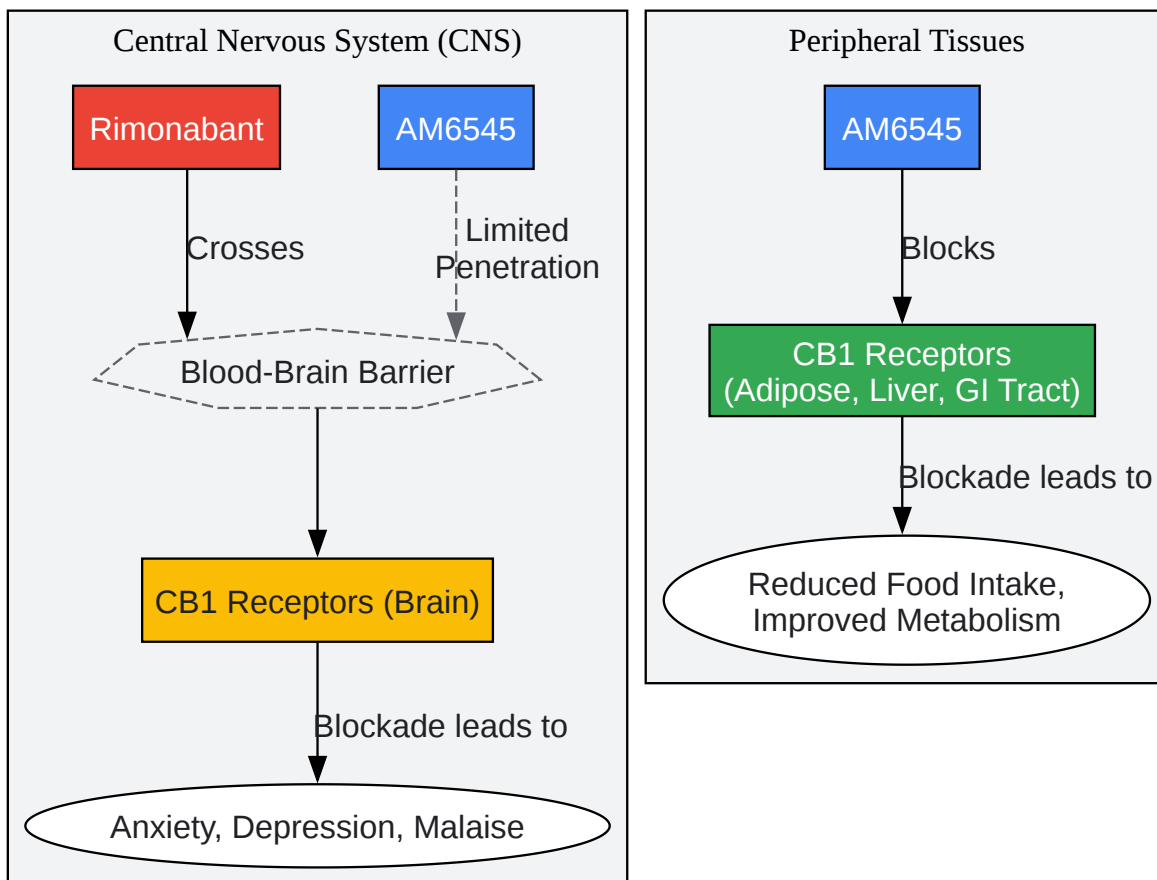 Central Nervous System (CNS)
Rimonabant
AM6545
Crosses
Limited
Penetration
Blood-Brain Barrier
CB1 Receptors (Brain)
Blockade leads to
Anxiety, Depression, Malaise
Peripheral Tissues
AM6545
Blocks
CB1 Receptors
(Adipose, Liver, GI Tract)
Blockade leads to
Reduced Food Intake,
Improved Metabolism